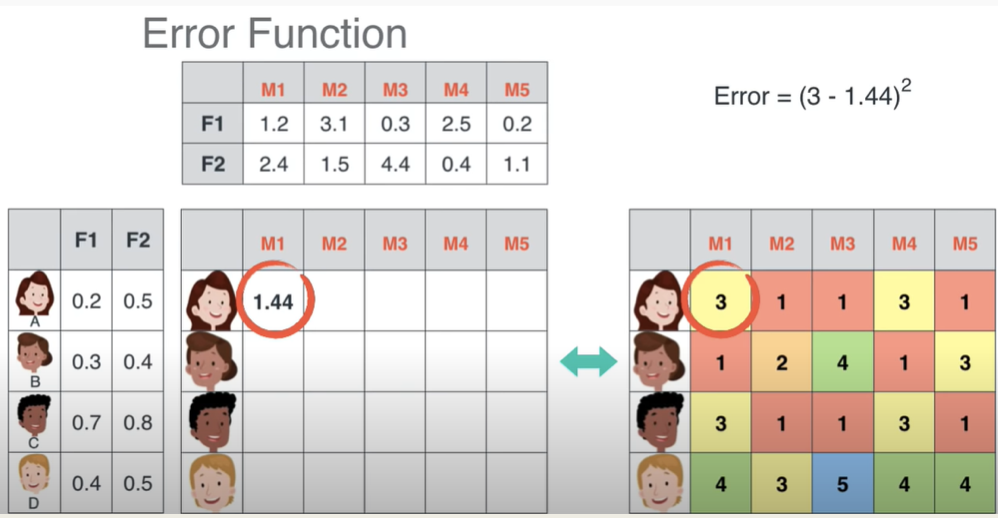 Error Function
M1 M2 M3 M4 M5
F1 1.2 3.1 0.3 2.5 0.2
F2 2.4 1.5 4.4 0.4 1.1
Error = (3 - 1.44)²
F1 F2
A 0.2 0.5
B 0.3 0.4
C 0.7 0.8
D 0.4 0.5
M1 M2 M3 M4 M5
1.44
M1 M2 M3 M4 M5
3 1 1 3 1
1 2 4 1 3
3 1 1 3 1
4 3 5 4 4